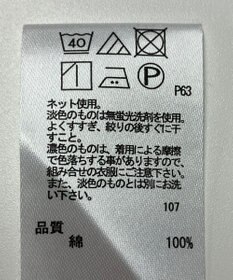 40
P
P63
ネット使用。
淡色のものは無蛍光洗剤を使用。
よくすすぎ、絞りの後すぐに干
すこと。
濃色のものは、着用による摩擦
で色落ちする事がありますので、
組み合せの衣服にご注意下さい。
また、淡色のものとは別にお洗
い下さい。
107
品質
綿 100%